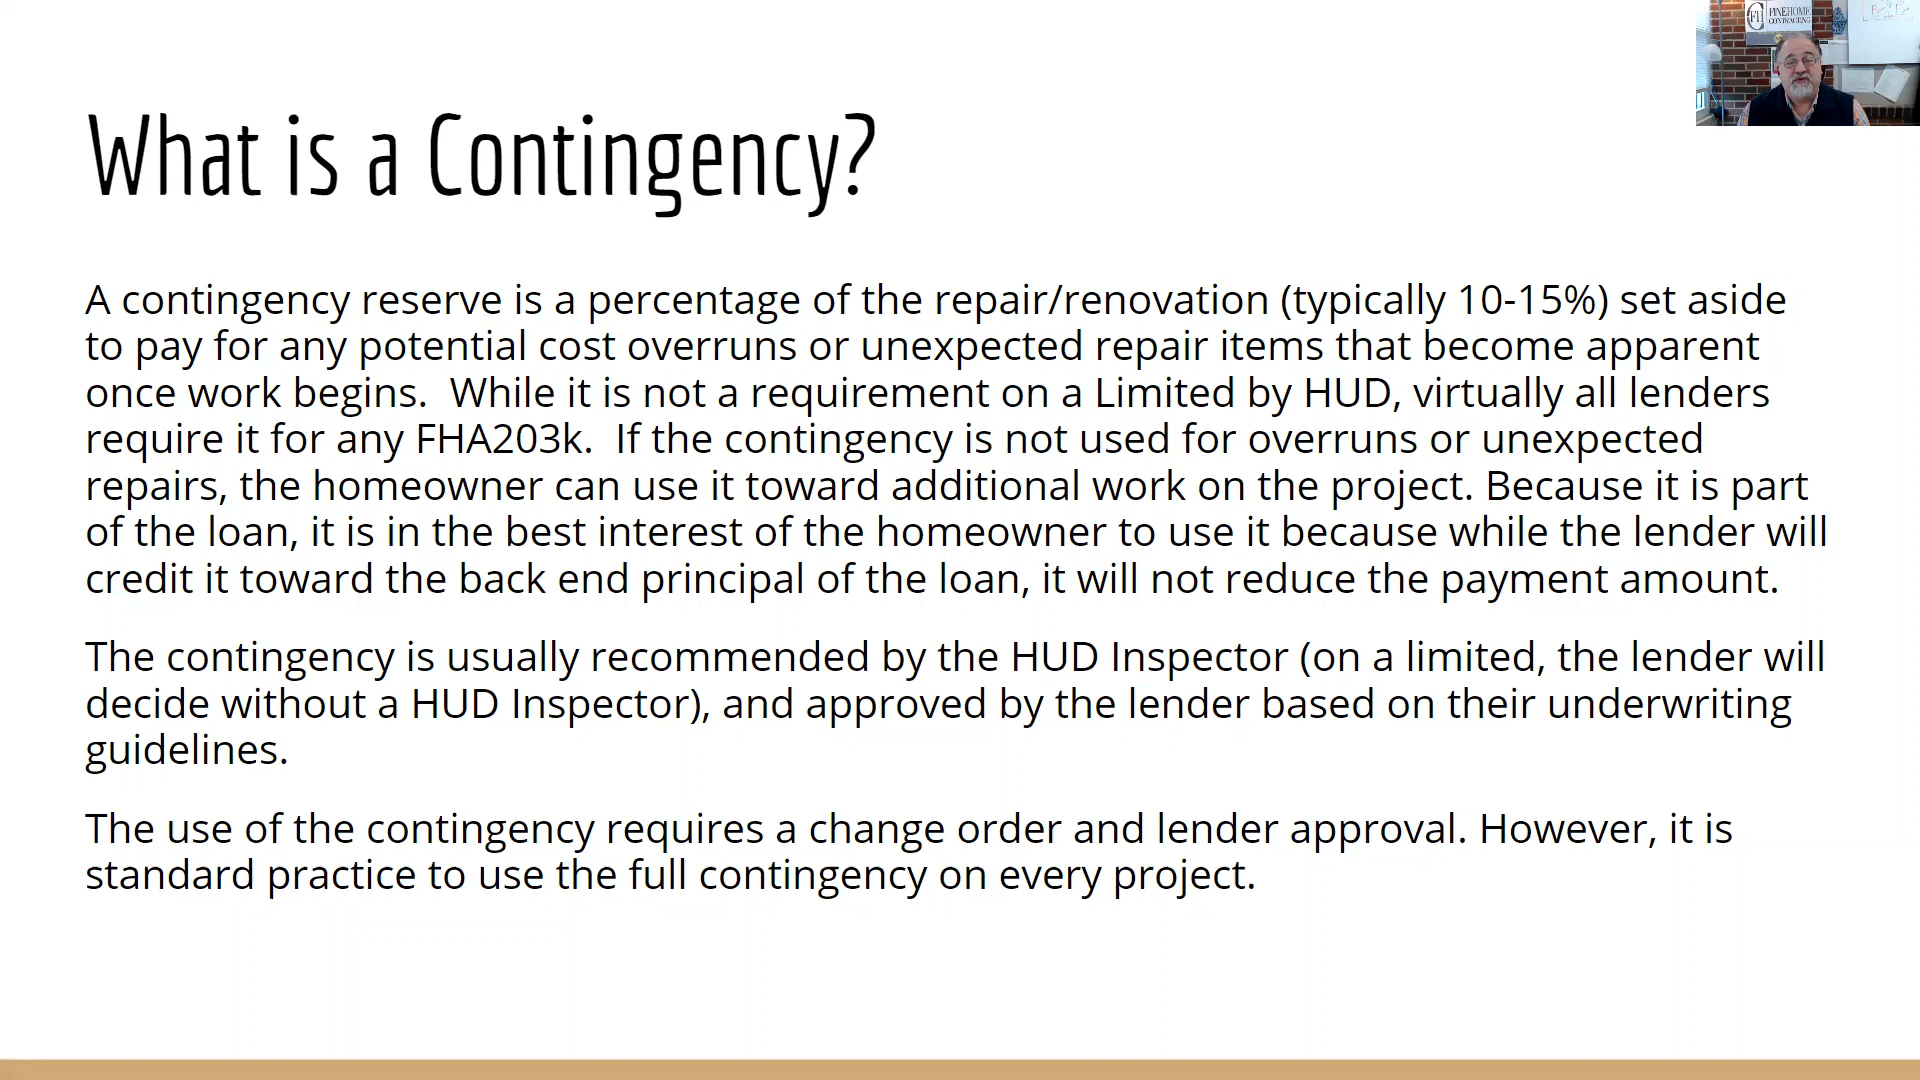 FH
FINEHOME
CONTRACTING
What is a Contingency?
A contingency reserve is a percentage of the repair/renovation (typically 10-15%) set aside
to pay for any potential cost overruns or unexpected repair items that become apparent
once work begins.  While it is not a requirement on a Limited by HUD, virtually all lenders
require it for any FHA203k.  If the contingency is not used for overruns or unexpected
repairs, the homeowner can use it toward additional work on the project. Because it is part
of the loan, it is in the best interest of the homeowner to use it because while the lender will
credit it toward the back end principal of the loan, it will not reduce the payment amount.
The contingency is usually recommended by the HUD Inspector (on a limited, the lender will
decide without a HUD Inspector), and approved by the lender based on their underwriting
guidelines.
The use of the contingency requires a change order and lender approval. However, it is
standard practice to use the full contingency on every project.